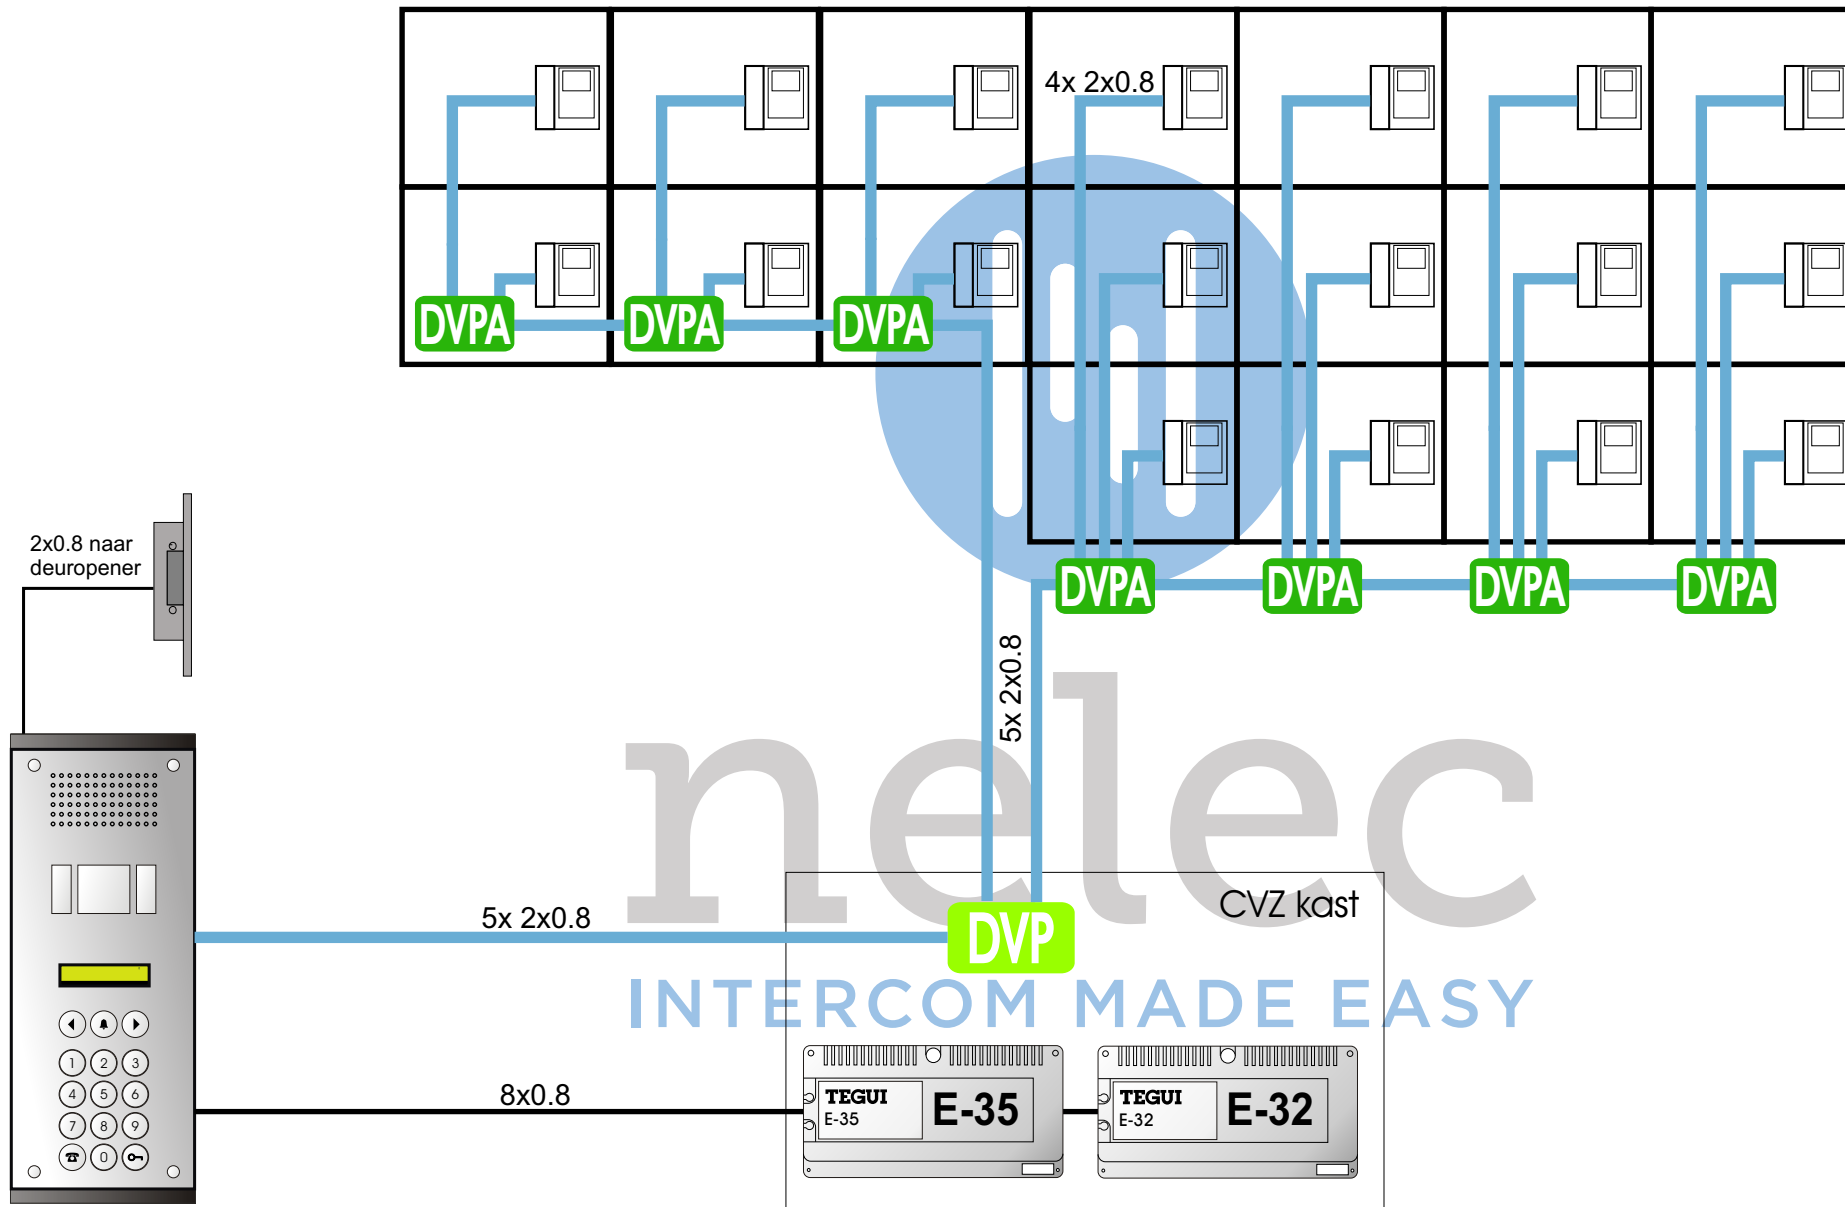 4x 2x0.8
DVPA DVPA DVPA
2x0.8 naar
deuropener
DVPA DVPA DVPA DVPA
5x 2x0.8
nelec
CVZ kast
5x 2x0.8
DVP
INTERCOM MADE EASY
1 2 3
4 5 6
7 8 9
0
8x0.8
TEGUI
E-35
E-35
TEGUI
E-32
E-32